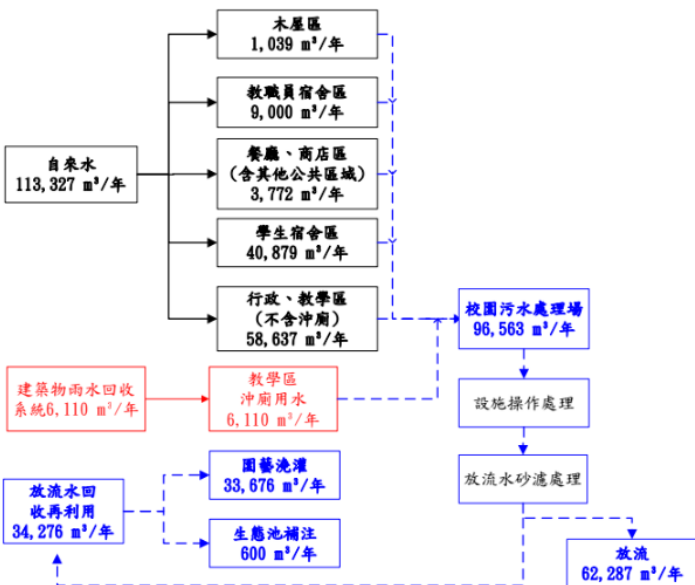 木屋區
1,039 m³/年
教職員宿舍區
9,000 m³/年
餐廳、商店區
(含其他公共區域)
3,772 m³/年
自來水
113,327 m³/年
學生宿舍區
40,879 m³/年
行政、教學區
(不含沖廁)
58,637 m³/年
校園污水處理場
96,563 m³/年
建築物雨水回收
系統6,110 m³/年
教學區
沖廁用水
6,110 m³/年
設施操作處理
放流水砂濾處理
園藝澆灌
33,676 m³/年
放流水回
收再利用
34,276 m³/年
生態池補注
600 m³/年
放流
62,287 m³/年